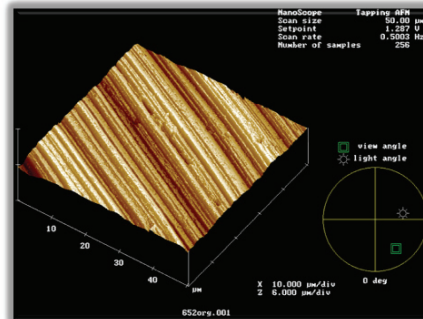 NanoScope Tapping AFM
Scan size 50.00 µm
Setpoint 1.287 V
Scan rate 0.5003 Hz
Number of samples 256
view angle
light angle
0 deg
10
20
30
40
µm
X 10.000 µm/div
Z 6.000 µm/div
652org.001